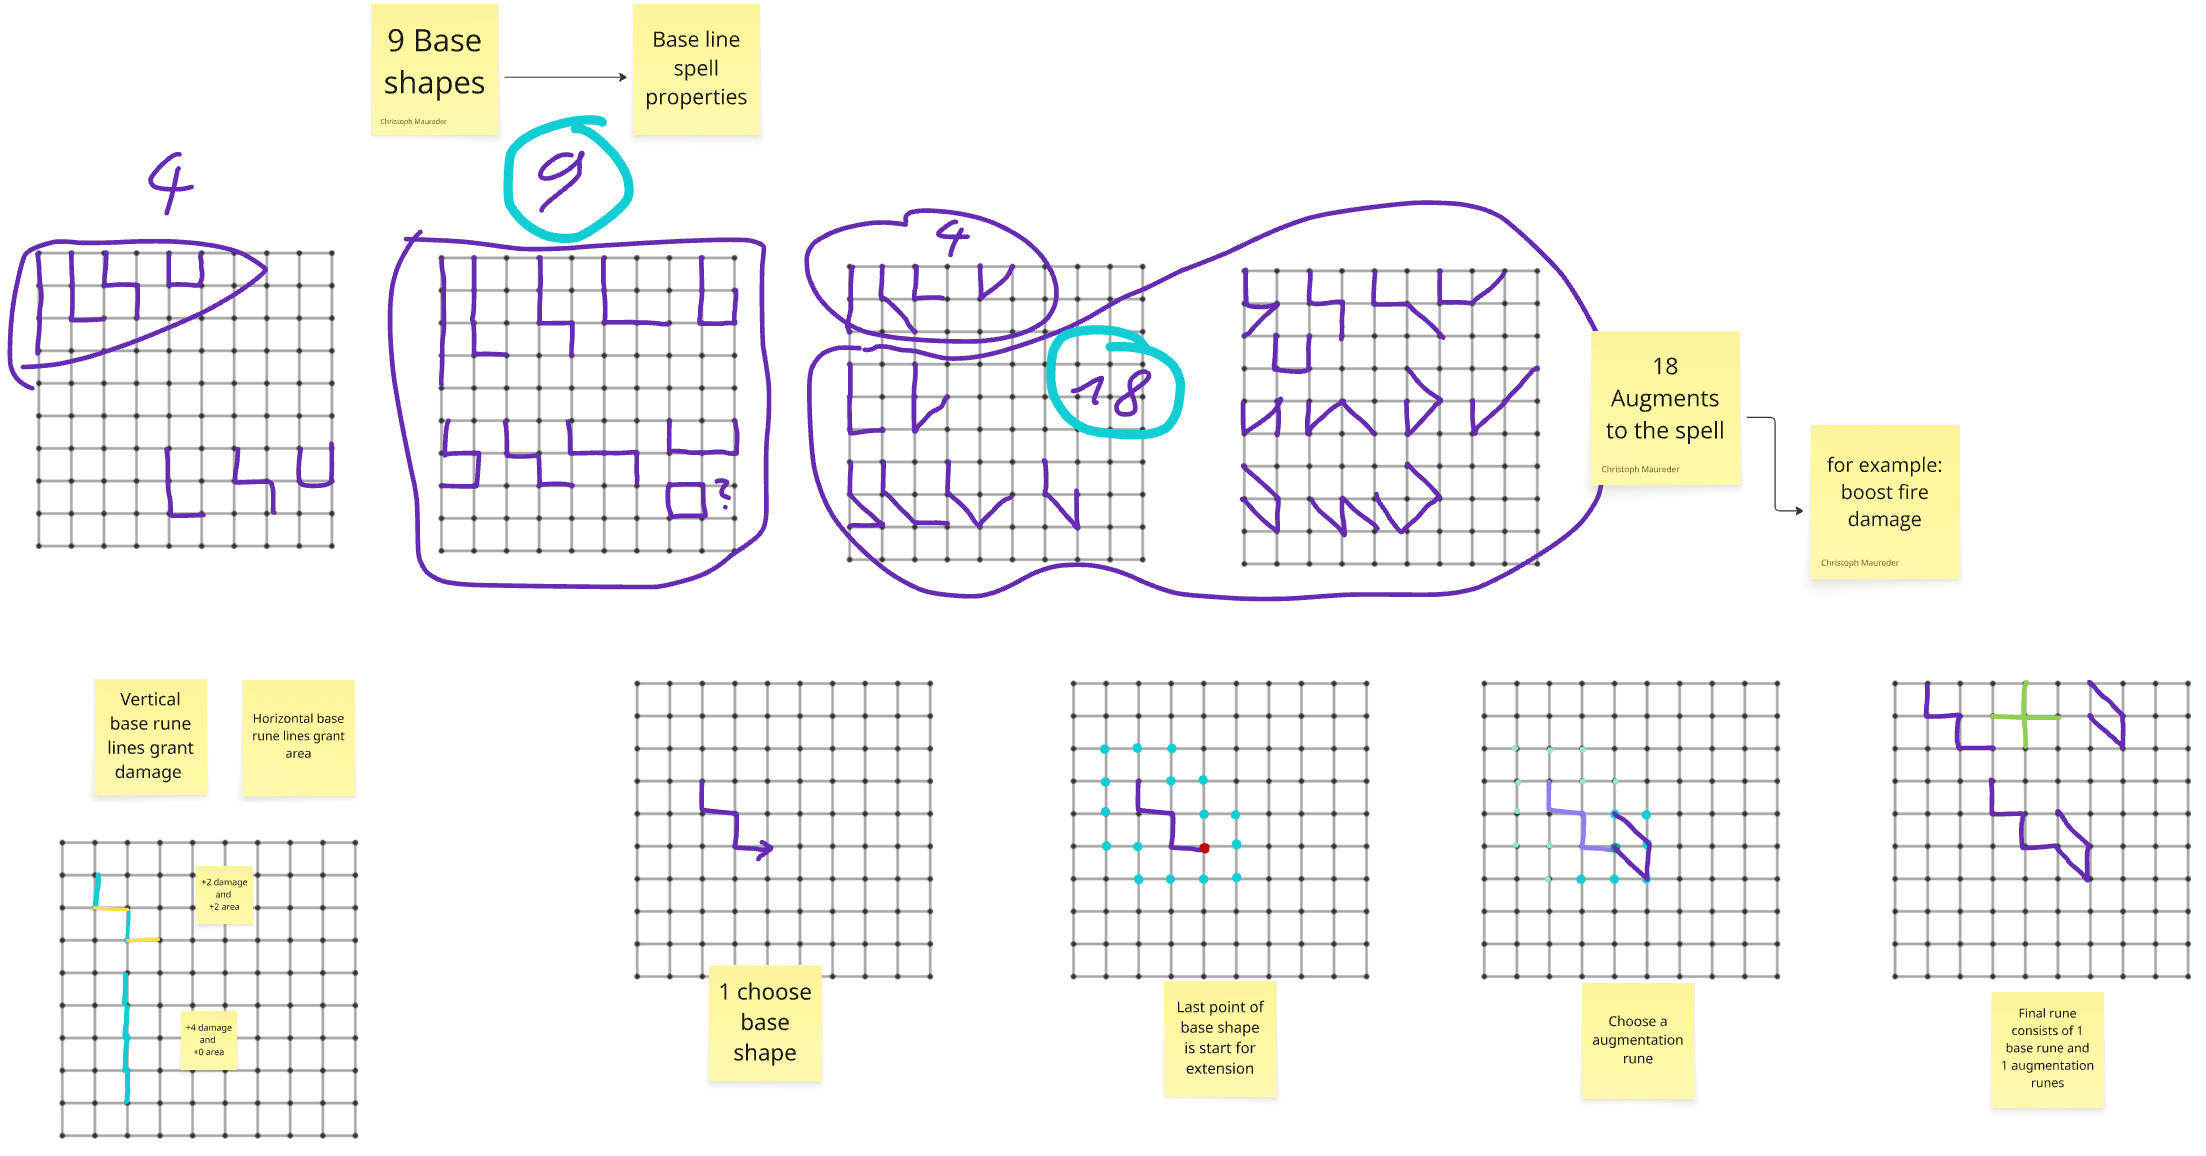 9 Base
shapes
Christoph Maureder
Base line
spell
properties
4
9
4
18
?
18
Augments
to the spell
Christoph Maureder
for example:
boost fire
damage
Christoph Maureder
Vertical
base rune
lines grant
damage
Horizontal base
rune lines grant
area
+2 damage
and
+2 area
+4 damage
and
+0 area
1 choose
base
shape
Last point of
base shape
is start for
extension
Choose a
augmentation
rune
Final rune
consists of 1
base rune and
1 augmentation
runes